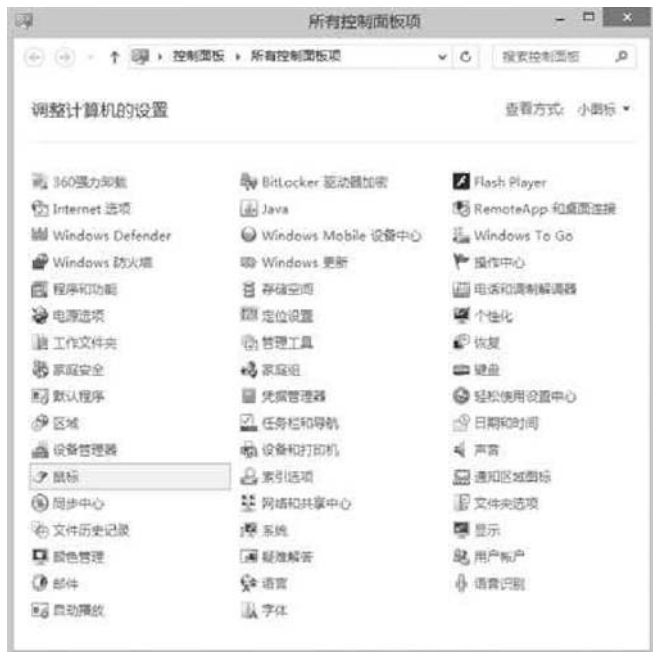 所有控制面板项
控制面板 所有控制面板项 搜索控制面板
调整计算机的设置 查看方式: 小图标
360强力卸载 BitLocker 驱动器加密 Flash Player
Internet 选项 Java RemoteApp 和桌面连接
Windows Defender Windows Mobile 设备中心 Windows To Go
Windows 防火墙 Windows 更新 操作中心
程序和功能 存储空间 电话和调制解调器
电源选项 定位设置 个性化
工作文件夹 管理工具 恢复
家庭安全 家庭组 键盘
默认程序 凭据管理器 轻松使用设置中心
区域 任务栏和导航 日期和时间
设备管理器 设备和打印机 声音
鼠标 索引选项 通知区域图标
同步中心 网络和共享中心 文件夹选项
文件历史记录 系统 显示
颜色管理 疑难解答 用户帐户
邮件 语言 语音识别
自动播放 字体